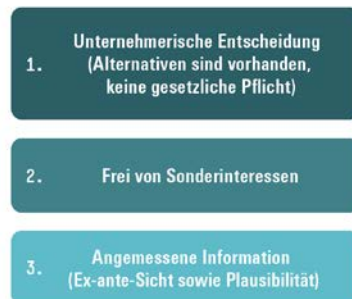 1.
Unternehmerische Entscheidung
(Alternativen sind vorhanden,
keine gesetzliche Pflicht)
2.
Frei von Sonderinteressen
3.
Angemessene Information
(Ex-ante-Sicht sowie Plausibilität)